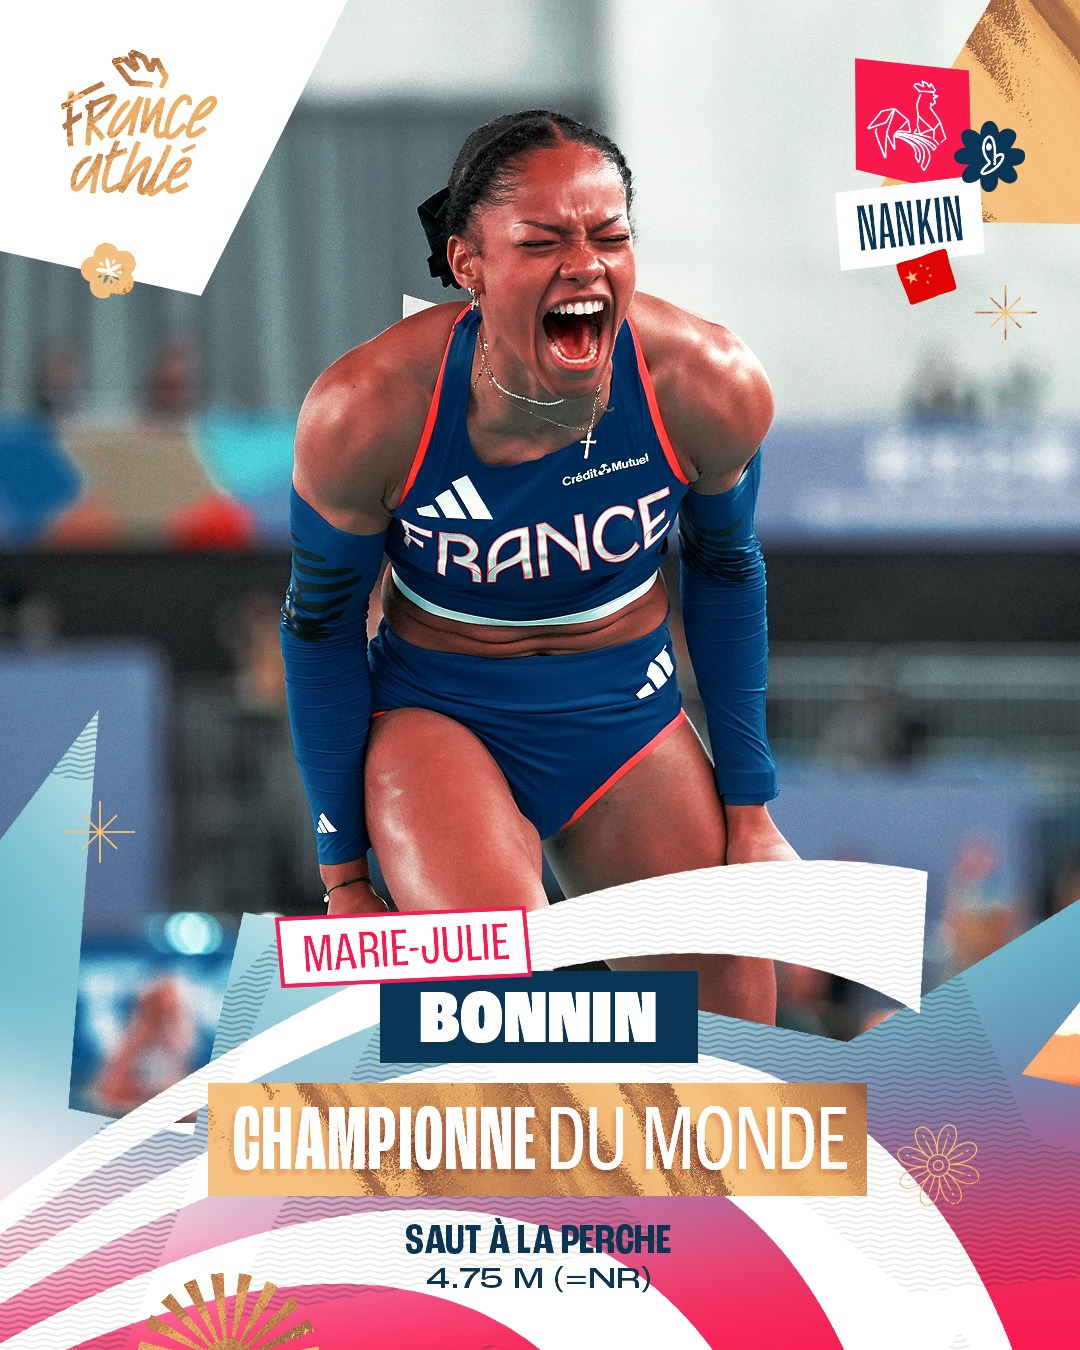 France
athlé
NANKIN
Crédit Mutuel
FRANCE
MARIE-JULIE
BONNIN
CHAMPIONNE DU MONDE
SAUT À LA PERCHE
4.75 M (=NR)